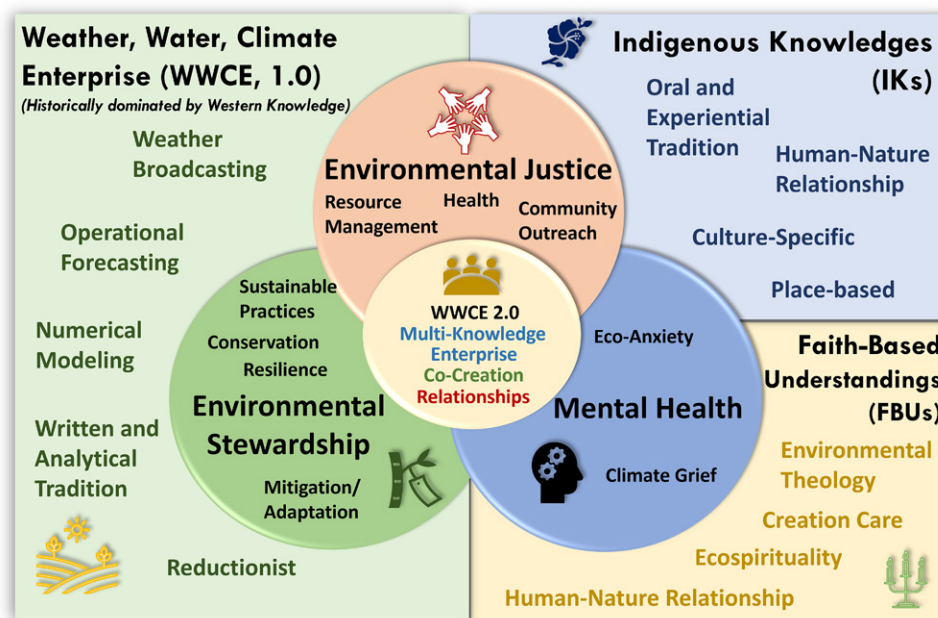 Weather, Water, Climate
Enterprise (WWCE, 1.0)
(Historically dominated by Western Knowledge)
Weather
Broadcasting
Operational
Forecasting
Numerical
Modeling
Written and
Analytical
Tradition
Reductionist
Indigenous Knowledges
(IKs)
Oral and
Experiential
Tradition
Human-Nature
Relationship
Culture-Specific
Place-based
Environmental Justice
Resource
Management
Health
Community
Outreach
Sustainable
Practices
Conservation
Resilience
Environmental
Stewardship
Mitigation/
Adaptation
WWCE 2.0
Multi-Knowledge
Enterprise
Co-Creation
Relationships
Eco-Anxiety
Mental Health
Climate Grief
Faith-Based
Understandings
(FBUs)
Environmental
Theology
Creation Care
Ecospirituality
Human-Nature Relationship